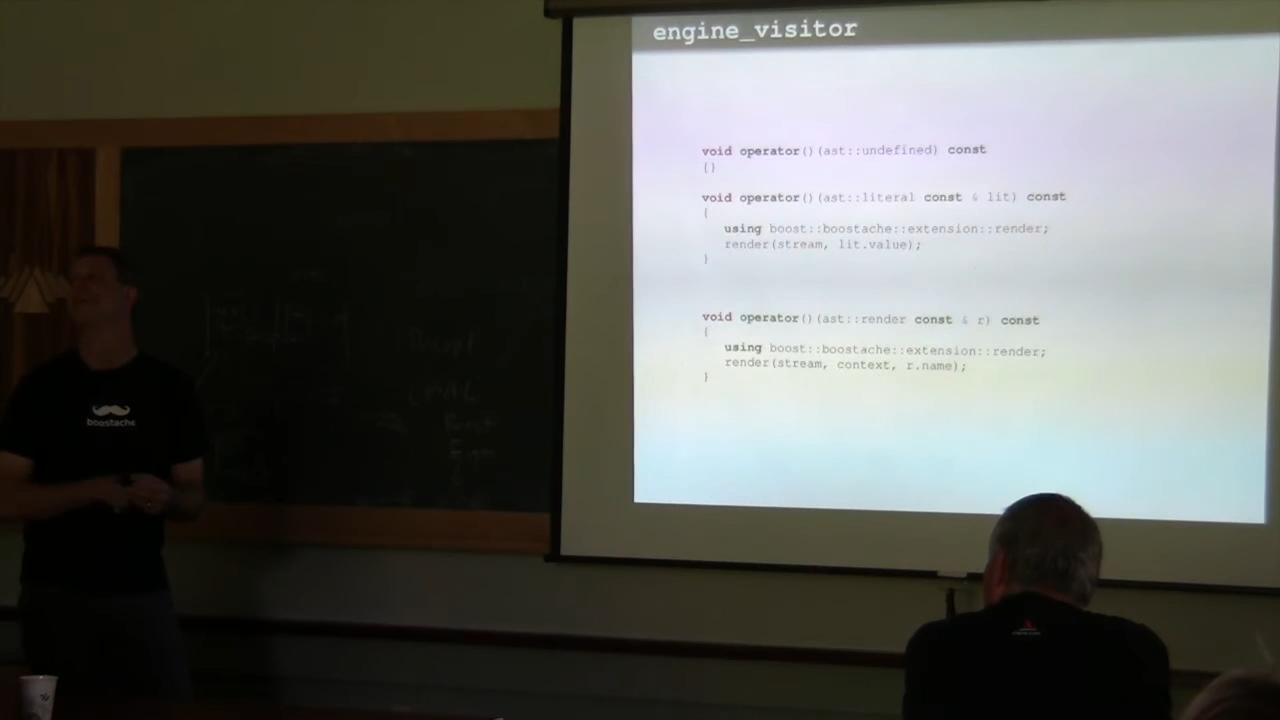 engine_visitor
void operator()(ast::undefined) const
{}
void operator()(ast::literal const & lit) const
{
using boost::boostache::extension::render;
render(stream, lit.value);
}
void operator()(ast::render const & r) const
{
using boost::boostache::extension::render;
render(stream, context, r.name);
}
boostache